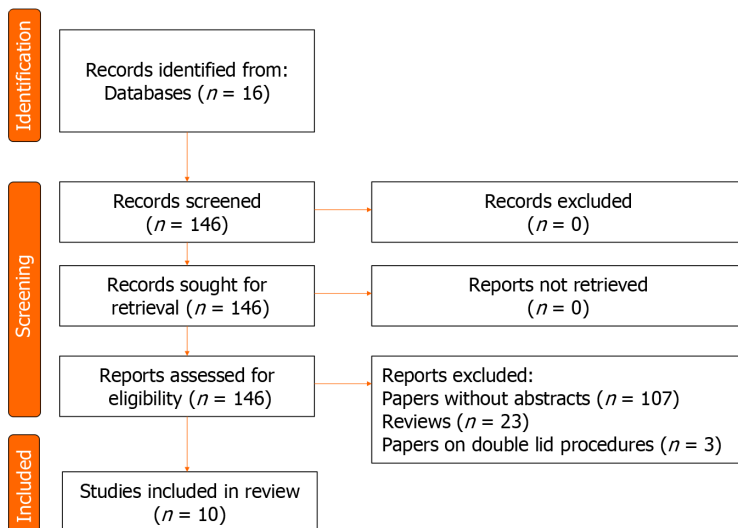 Identification
Records identified from:
Databases (n = 16)
Screening
Records screened
(n = 146)
Records excluded
(n = 0)
Records sought for
retrieval (n = 146)
Reports not retrieved
(n = 0)
Reports assessed for
eligibility (n = 146)
Reports excluded:
Papers without abstracts (n = 107)
Reviews (n = 23)
Papers on double lid procedures (n = 3)
Included
Studies included in review
(n = 10)